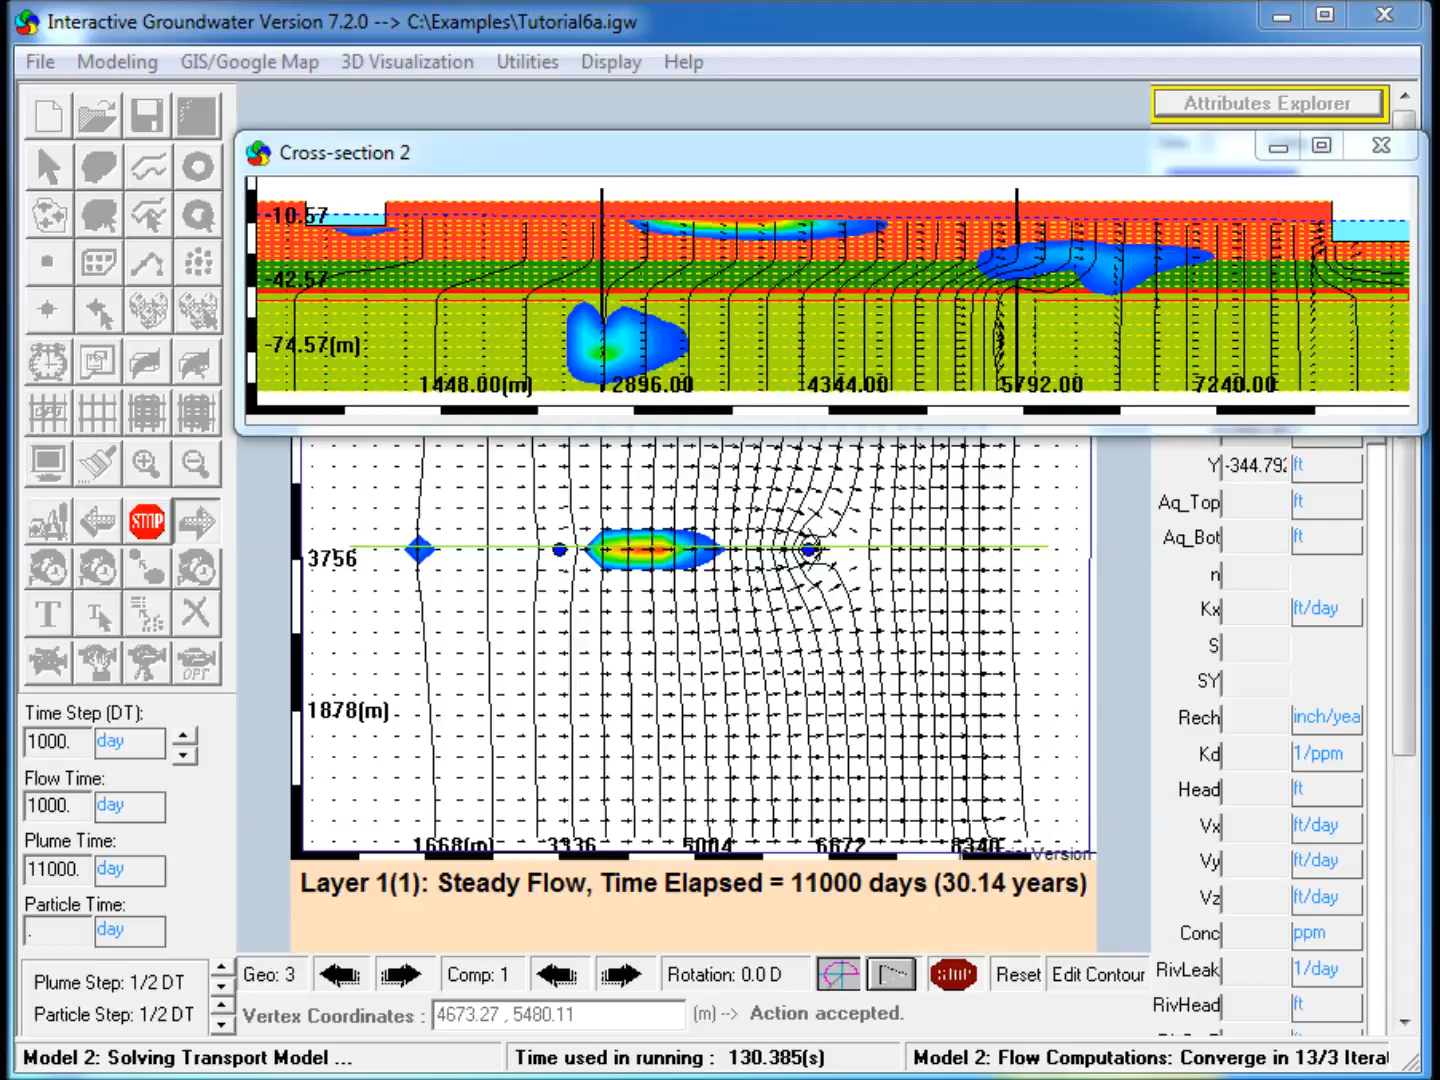 Interactive Groundwater Version 7.2.0 --> C:\Examples\Tutorial6a.igw
File Modeling GIS/Google Map 3D Visualization Utilities Display Help
Attributes Explorer
Cross-section 2
-10.57
-42.57
-74.57(m)
1448.00(m) 2896.00 4344.00 5792.00 7240.00
Y -344.792 ft
Aq_Top ft
Aq_Bot ft
n
Kx ft/day
S
SY
Rech inch/yea
Kd 1/ppm
Head ft
Vx ft/day
Vy ft/day
Vz ft/day
Conc ppm
RivLeak 1/day
RivHead ft
3756
1878(m)
1668(m) 3336 5004 6672 8340
Version
Layer 1(1): Steady Flow, Time Elapsed = 11000 days (30.14 years)
STOP
T T
OPT
Time Step (DT):
1000. day
Flow Time:
1000. day
Plume Time:
11000. day
Particle Time:
. day
Plume Step: 1/2 DT
Particle Step: 1/2 DT
Geo: 3 Comp: 1 Rotation: 0.0 D STOP Reset Edit Contour
Vertex Coordinates : 4673.27 , 5480.11 (m) --> Action accepted.
Model 2: Solving Transport Model ... Time used in running : 130.385(s) Model 2: Flow Computations: Converge in 13/3 Itera